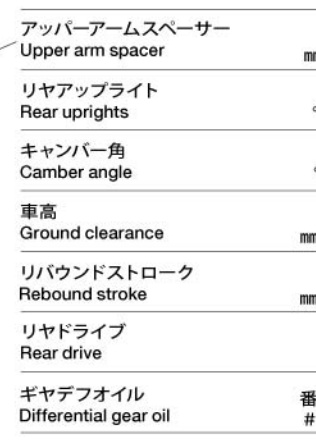 アッパーアームスペーサー
Upper arm spacer
mm
リヤアップライト
Rear uprights
°
キャンバー角
Camber angle
°
車高
Ground clearance
mm
リバウンドストローク
Rebound stroke
mm
リヤドライブ
Rear drive
ギヤデフオイル
Differential gear oil
番
#